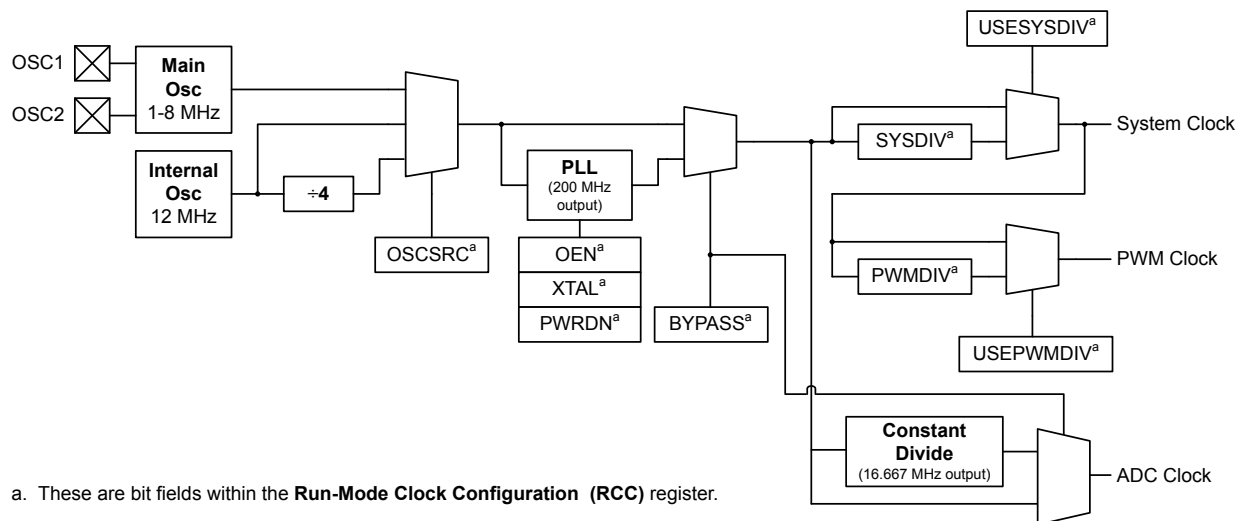 USESYSDIVa
OSC1
OSC2
Main
Osc
1-8 MHz
Internal
Osc
12 MHz
÷4
OSCSRCa
PLL
(200 MHz
output)
OENa
XTALa
PWRDNa
BYPASSa
SYSDIVa
System Clock
PWMDIVa
PWM Clock
USEPWMDIVa
Constant
Divide
(16.667 MHz output)
ADC Clock
a. These are bit fields within the Run-Mode Clock Configuration (RCC) register.